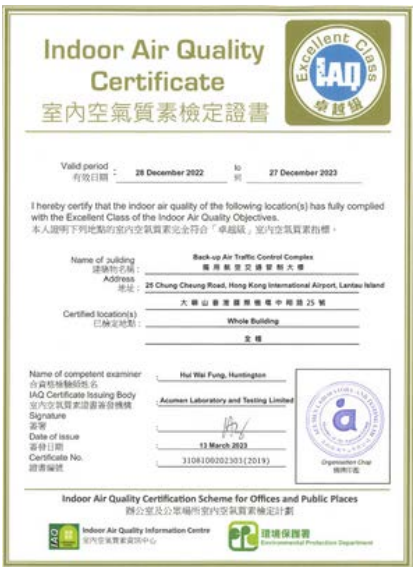 Indoor Air Quality
Certificate
室內空氣質素檢定證書
Excellent Class
IAQ
卓越級
Valid period : 28 December 2022 to 27 December 2023
有效日期 到
I hereby certify that the indoor air quality of the following location(s) has fully complied
with the Excellent Class of the Indoor Air Quality Objectives.
本人證明下列地點的室內空氣質素完全符合「卓越級」室內空氣質素指標。
Name of building Back-up Air Traffic Control Complex
建築物名稱 : 備用航空交通管制大樓
Address 25 Chung Cheung Road, Hong Kong International Airport, Lantau Island
地址 :
大嶼山香港國際機場中翔路 25 號
Certified location(s) Whole Building
已檢定地點 :
全幢
Name of competent examiner : Hui Wai Fung, Huntington
合資格檢驗師姓名
IAQ Certificate Issuing Body : Acumen Laboratory and Testing Limited
室內空氣質素證書簽發機構
Signature
簽署
Date of issue : 13 March 2023
簽發日期
Certificate No. : 3108100202303(2019)
證書編號
Organisation Chop
機構印鑑
Indoor Air Quality Certification Scheme for Offices and Public Places
辦公室及公眾場所室內空氣質素檢定計劃
IAQ
Indoor Air Quality Information Centre
室內空氣質素資訊中心
環境保護署
Environmental Protection Department